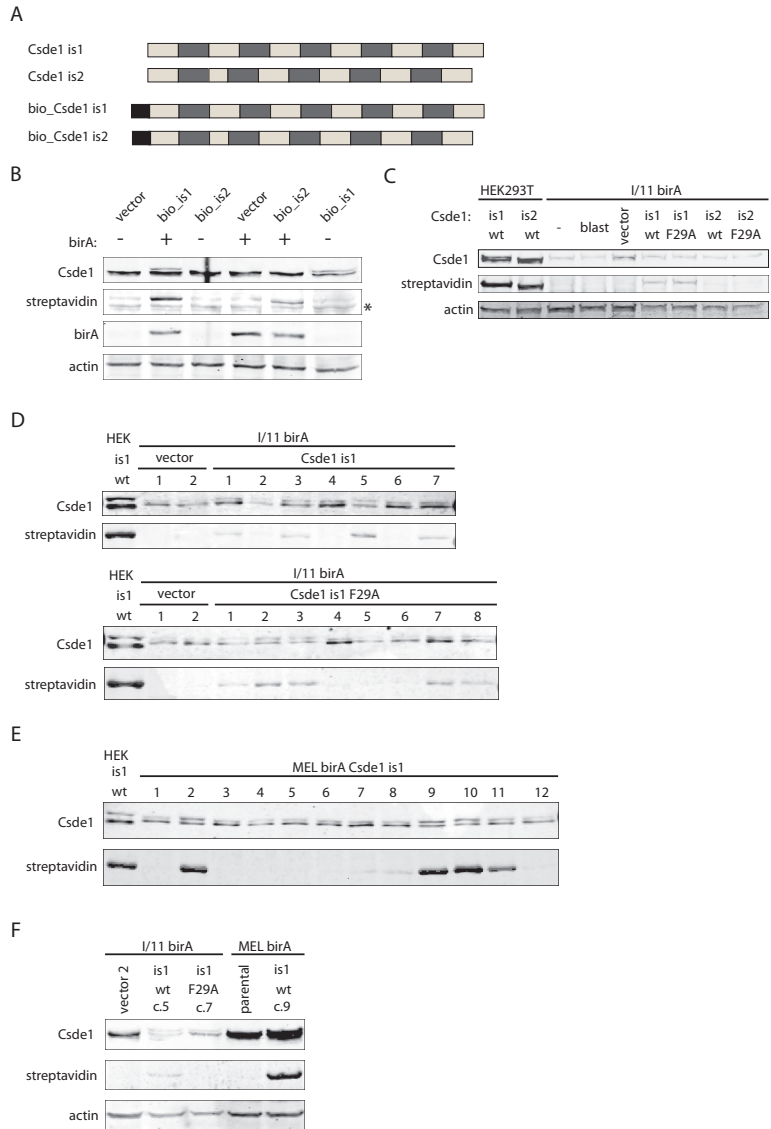 A
Csde1 is1
Csde1 is2
bio_Csde1 is1
bio_Csde1 is2
B
vector bio_is1 bio_is2 vector bio_is2 bio_is1
birA: - + - + + -
Csde1
streptavidin *
birA
actin
C
HEK293T I/11 birA
Csde1: is1 wt is2 wt - blast vector is1 wt is1 F29A is2 wt is2 F29A
Csde1
streptavidin
actin
D
HEK I/11 birA
is1 vector Csde1 is1
wt 1 2 1 2 3 4 5 6 7
Csde1
streptavidin
HEK I/11 birA
is1 vector Csde1 is1 F29A
wt 1 2 1 2 3 4 5 6 7 8
Csde1
streptavidin
E
HEK
is1 MEL birA Csde1 is1
wt 1 2 3 4 5 6 7 8 9 10 11 12
Csde1
streptavidin
F
I/11 birA MEL birA
vector 2 is1 wt c.5 is1 F29A c.7 parental is1 wt c.9
Csde1
streptavidin
actin